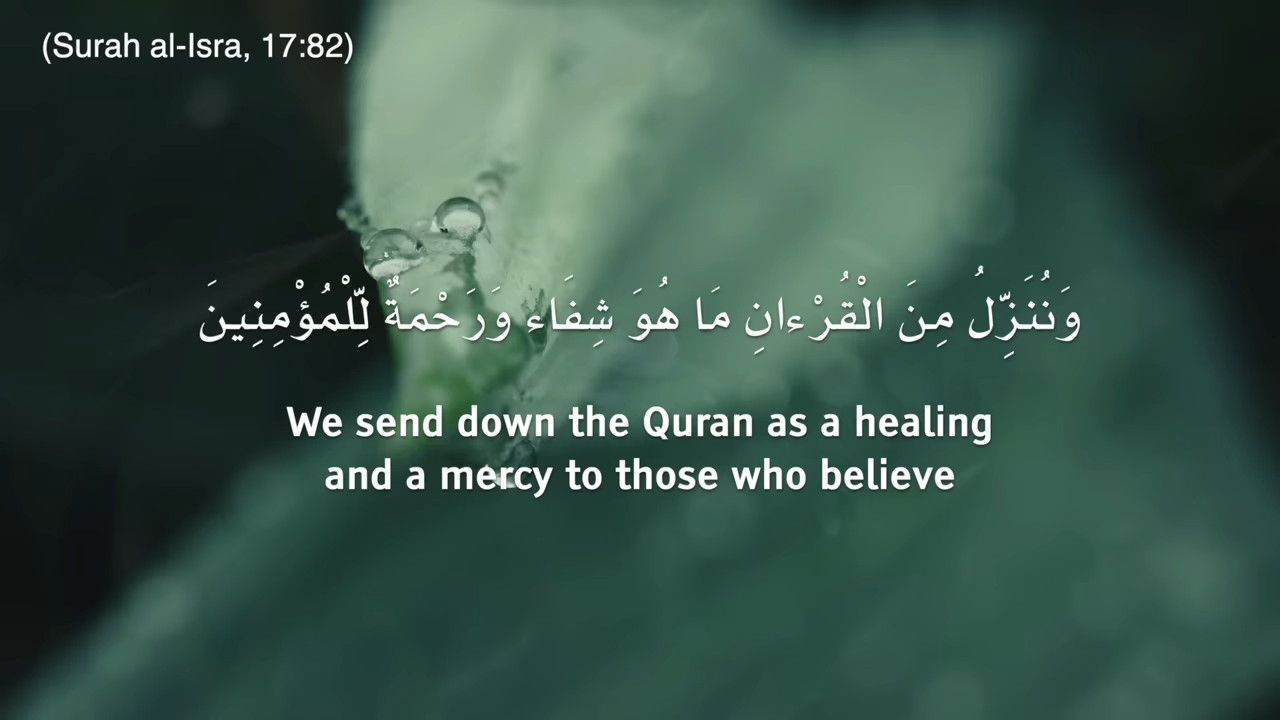 (Surah al-Isra, 17:82)
وَنُنَزِّلُ مِنَ الْقُرْءانِ مَا هُوَ شِفَاء وَرَحْمَةٌ لِّلْمُؤْمِنِينَ
We send down the Quran as a healing
and a mercy to those who believe